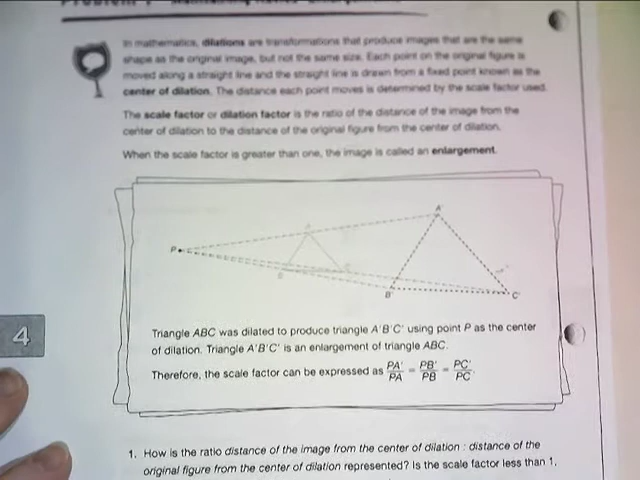 In mathematics, dilations are transformations that produce images that are the same
shape as the original image, but not the same size. Each point on the original figure is
moved along a straight line and the straight line is drawn from a fixed point known as the
center of dilation. The distance each point moves is determined by the scale factor used.
The scale factor or dilation factor is the ratio of the distance of the image from the
center of dilation to the distance of the original figure from the center of dilation.
When the scale factor is greater than one, the image is called an enlargement.
A'
P
B'
C'
4
Triangle ABC was dilated to produce triangle A'B'C' using point P as the center
of dilation. Triangle A'B'C' is an enlargement of triangle ABC.
Therefore, the scale factor can be expressed as PA'/PA = PB'/PB = PC'/PC.
1. How is the ratio distance of the image from the center of dilation : distance of the
original figure from the center of dilation represented? Is the scale factor less than 1,